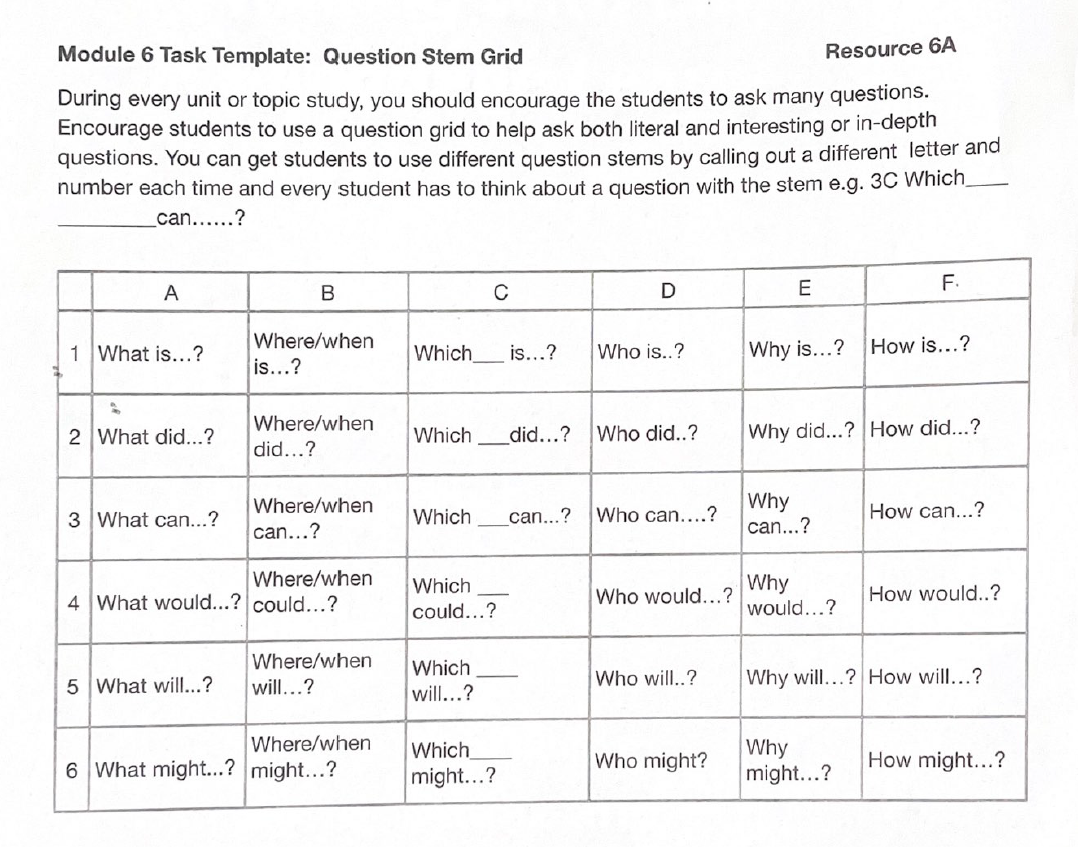 Module 6 Task Template: Question Stem Grid Resource 6A
During every unit or topic study, you should encourage the students to ask many questions.
Encourage students to use a question grid to help ask both literal and interesting or in-depth
questions. You can get students to use different question stems by calling out a different letter and
number each time and every student has to think about a question with the stem e.g. 3C Which____
_________can......?
A B C D E F.
1 What is...? Where/when is...? Which___ is...? Who is..? Why is...? How is...?
2 What did...? Where/when did...? Which ___did...? Who did..? Why did...? How did...?
3 What can...? Where/when can...? Which ___can...? Who can....? Why can...? How can...?
4 What would...? Where/when could...? Which ___ could...? Who would...? Why would...? How would..?
5 What will...? Where/when will...? Which ____ will...? Who will..? Why will...? How will...?
6 What might...? Where/when might...? Which____ might...? Who might? Why might...? How might...?